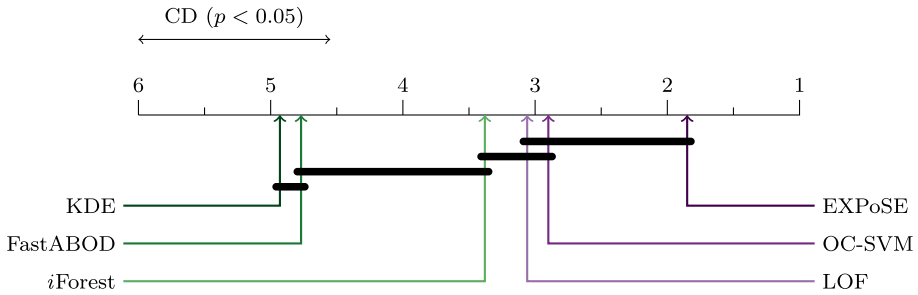 CD (p < 0.05)
6 5 4 3 2 1
KDE EXPoSE
FastABOD OC-SVM
iForest LOF